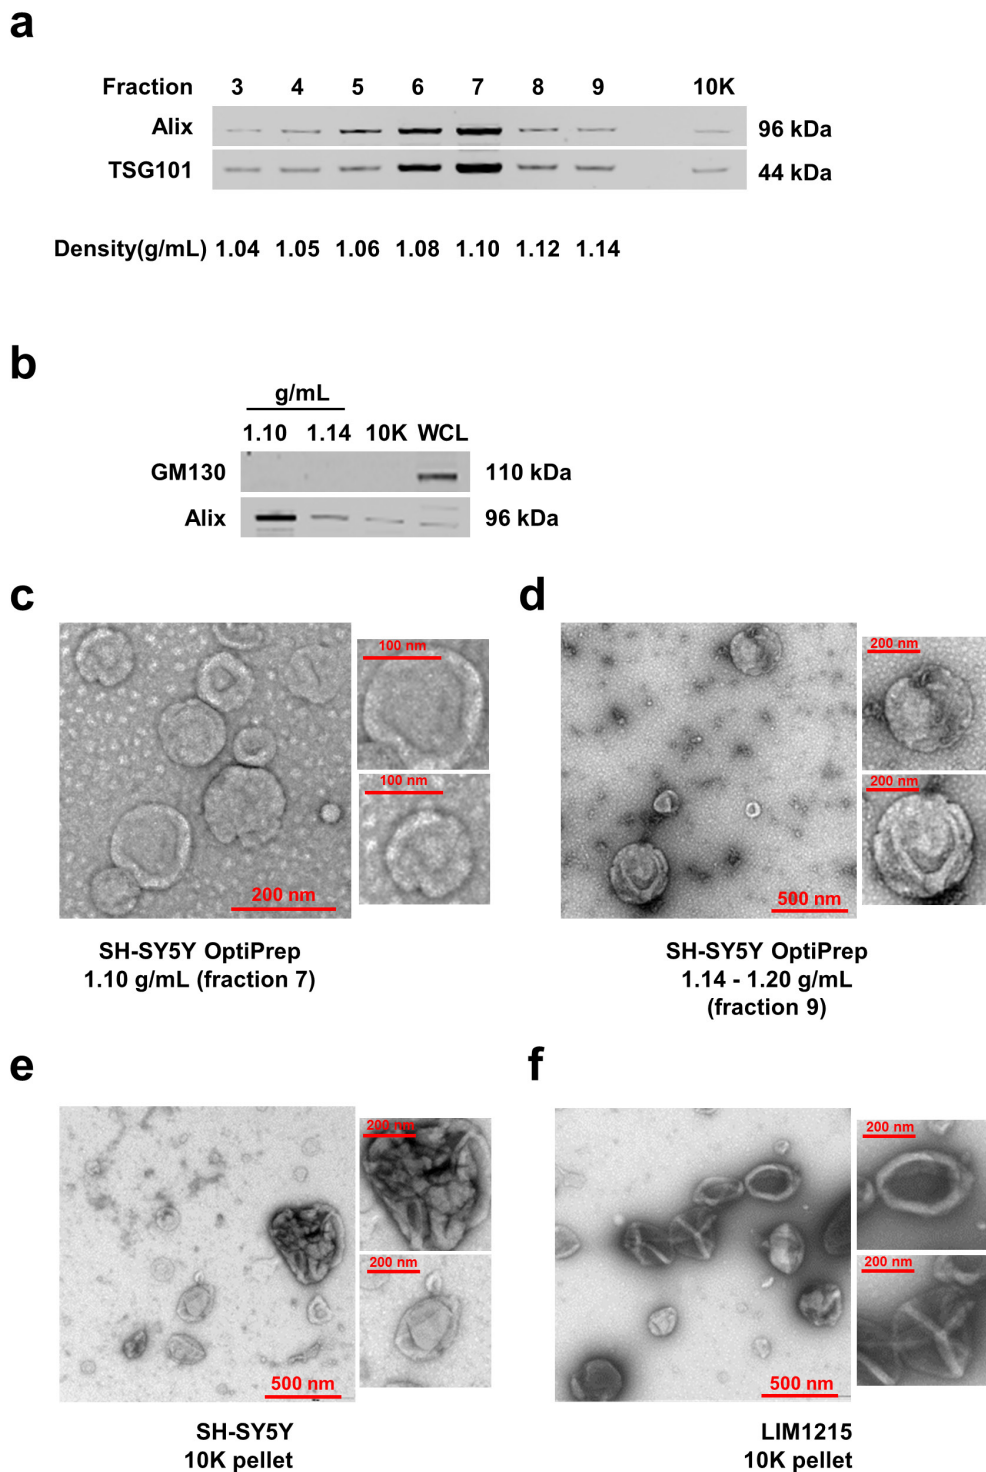 a
Fraction 3 4 5 6 7 8 9 10K
Alix 96 kDa
TSG101 44 kDa
Density(g/mL) 1.04 1.05 1.06 1.08 1.10 1.12 1.14
b
g/mL
1.10 1.14 10K WCL
GM130 110 kDa
Alix 96 kDa
c
100 nm
100 nm
200 nm
SH-SY5Y OptiPrep
1.10 g/mL (fraction 7)
d
200 nm
200 nm
500 nm
SH-SY5Y OptiPrep
1.14 - 1.20 g/mL
(fraction 9)
e
200 nm
200 nm
500 nm
SH-SY5Y
10K pellet
f
200 nm
200 nm
500 nm
LIM1215
10K pellet